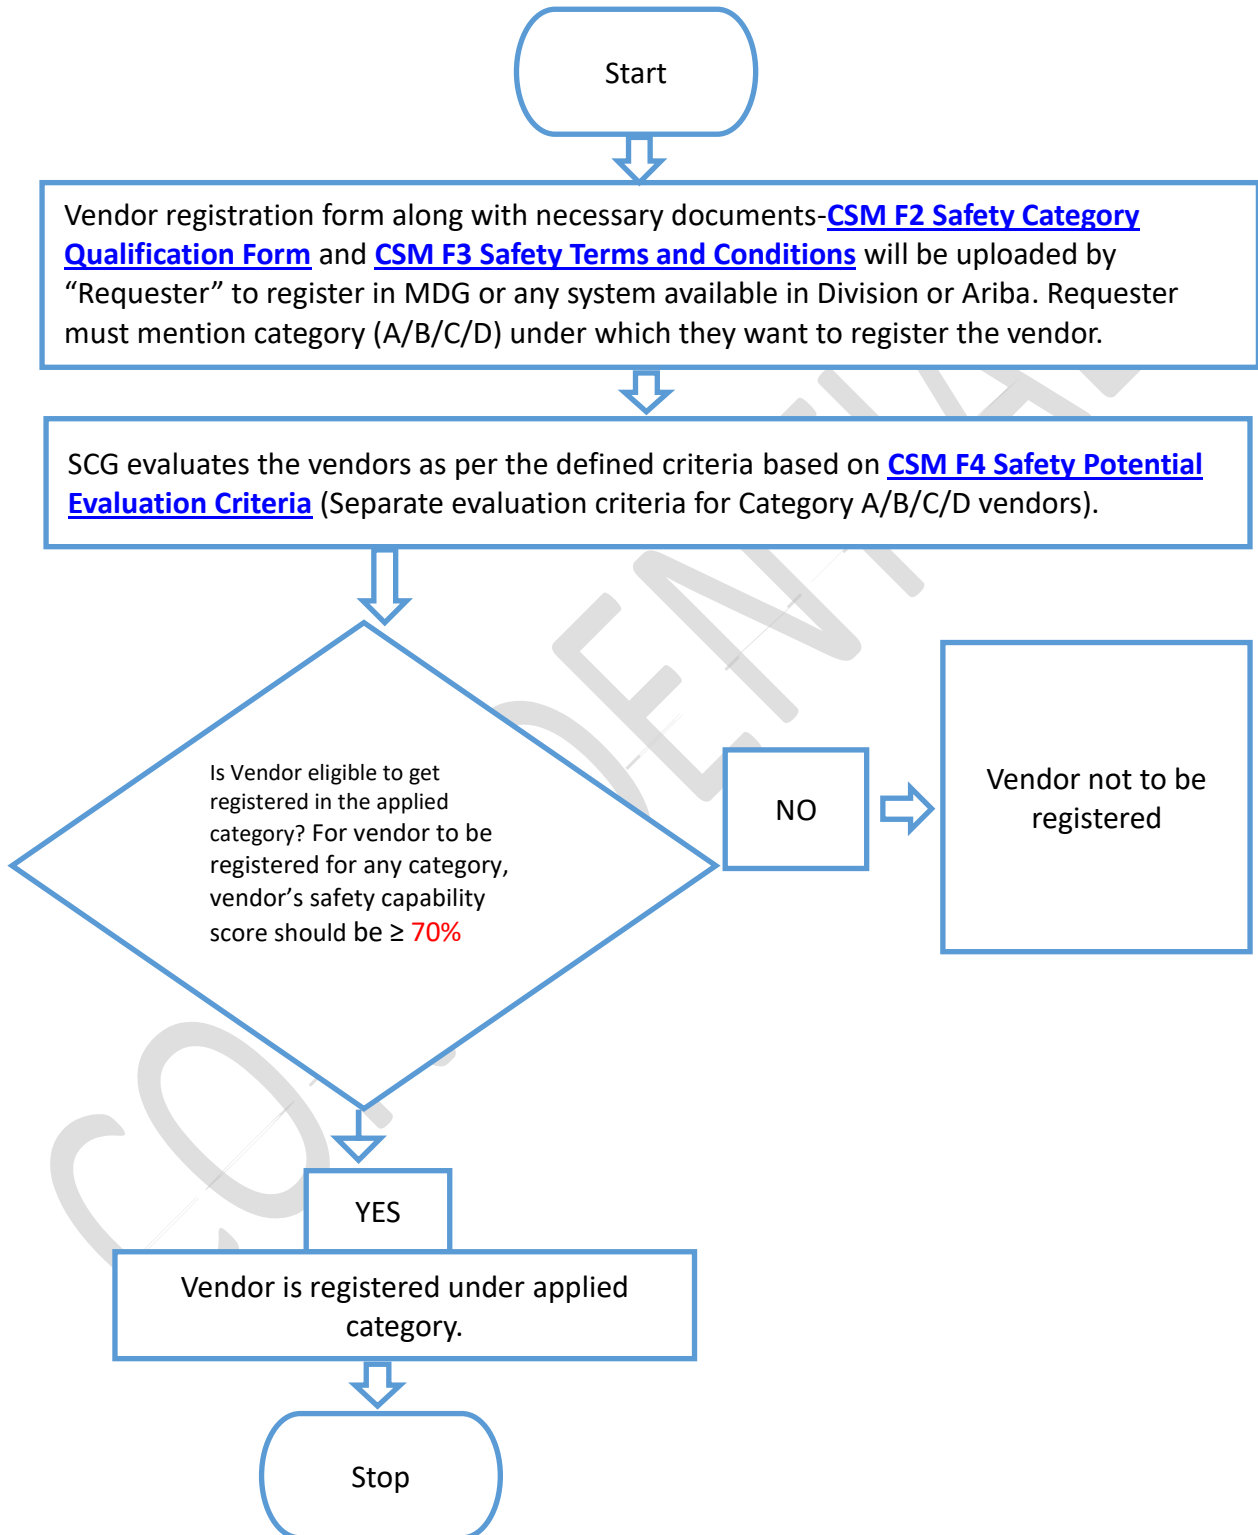 Start
Vendor registration form along with necessary documents-CSM F2 Safety Category
Qualification Form and CSM F3 Safety Terms and Conditions will be uploaded by
“Requester” to register in MDG or any system available in Division or Ariba. Requester
must mention category (A/B/C/D) under which they want to register the vendor.
SCG evaluates the vendors as per the defined criteria based on CSM F4 Safety Potential
Evaluation Criteria (Separate evaluation criteria for Category A/B/C/D vendors).
Is Vendor eligible to get
registered in the applied
category? For vendor to be
registered for any category,
vendor’s safety capability
score should be ≥ 70%
NO
Vendor not to be
registered
YES
Vendor is registered under applied
category.
Stop
CONFIDENTIAL